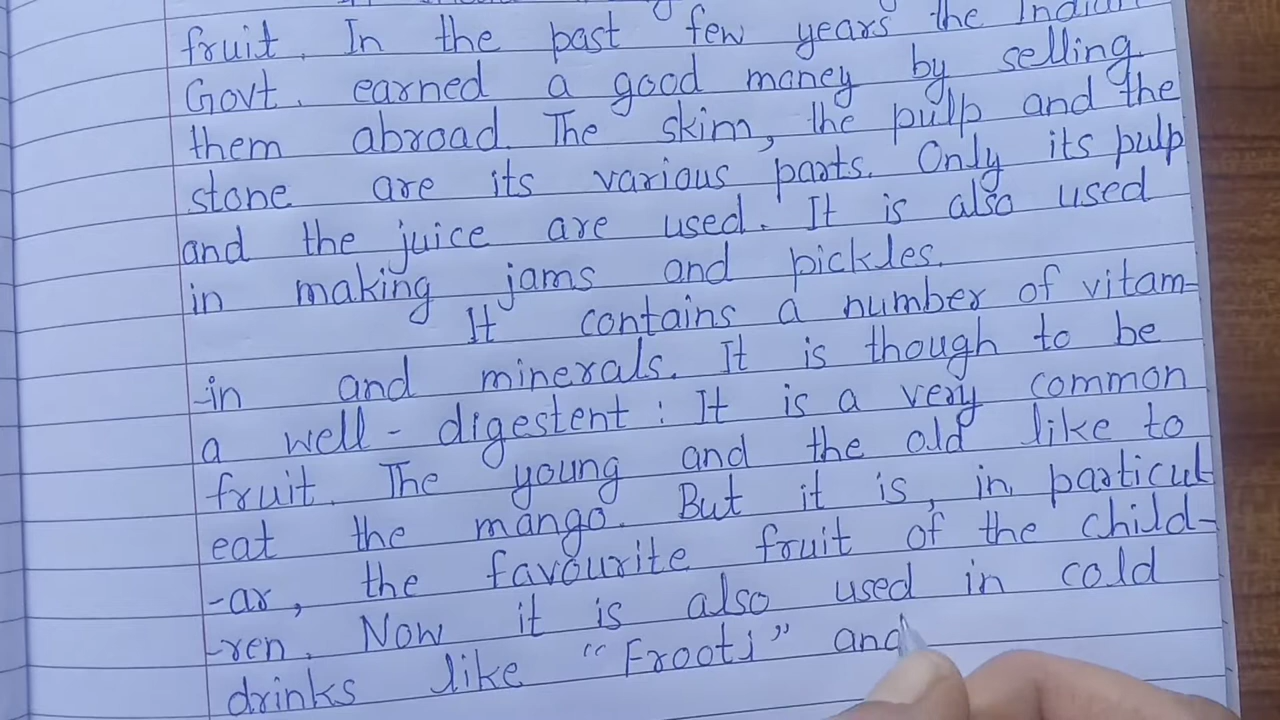 fruit. In the past few years the Indian
Govt. earned a good money by selling
them abroad. The skim, the pulp and the
stone are its various parts. Only its pulp
and the juice are used. It is also used
in making jams and pickles.
It contains a number of vitam-
-in and minerals. It is though to be
a well - digestent : It is a very common
fruit. The young and the old like to
eat the mango. But it is, in particul-
-ar, the favourite fruit of the child-
-ren. Now it is also used in cold
drinks like "Frooti" and